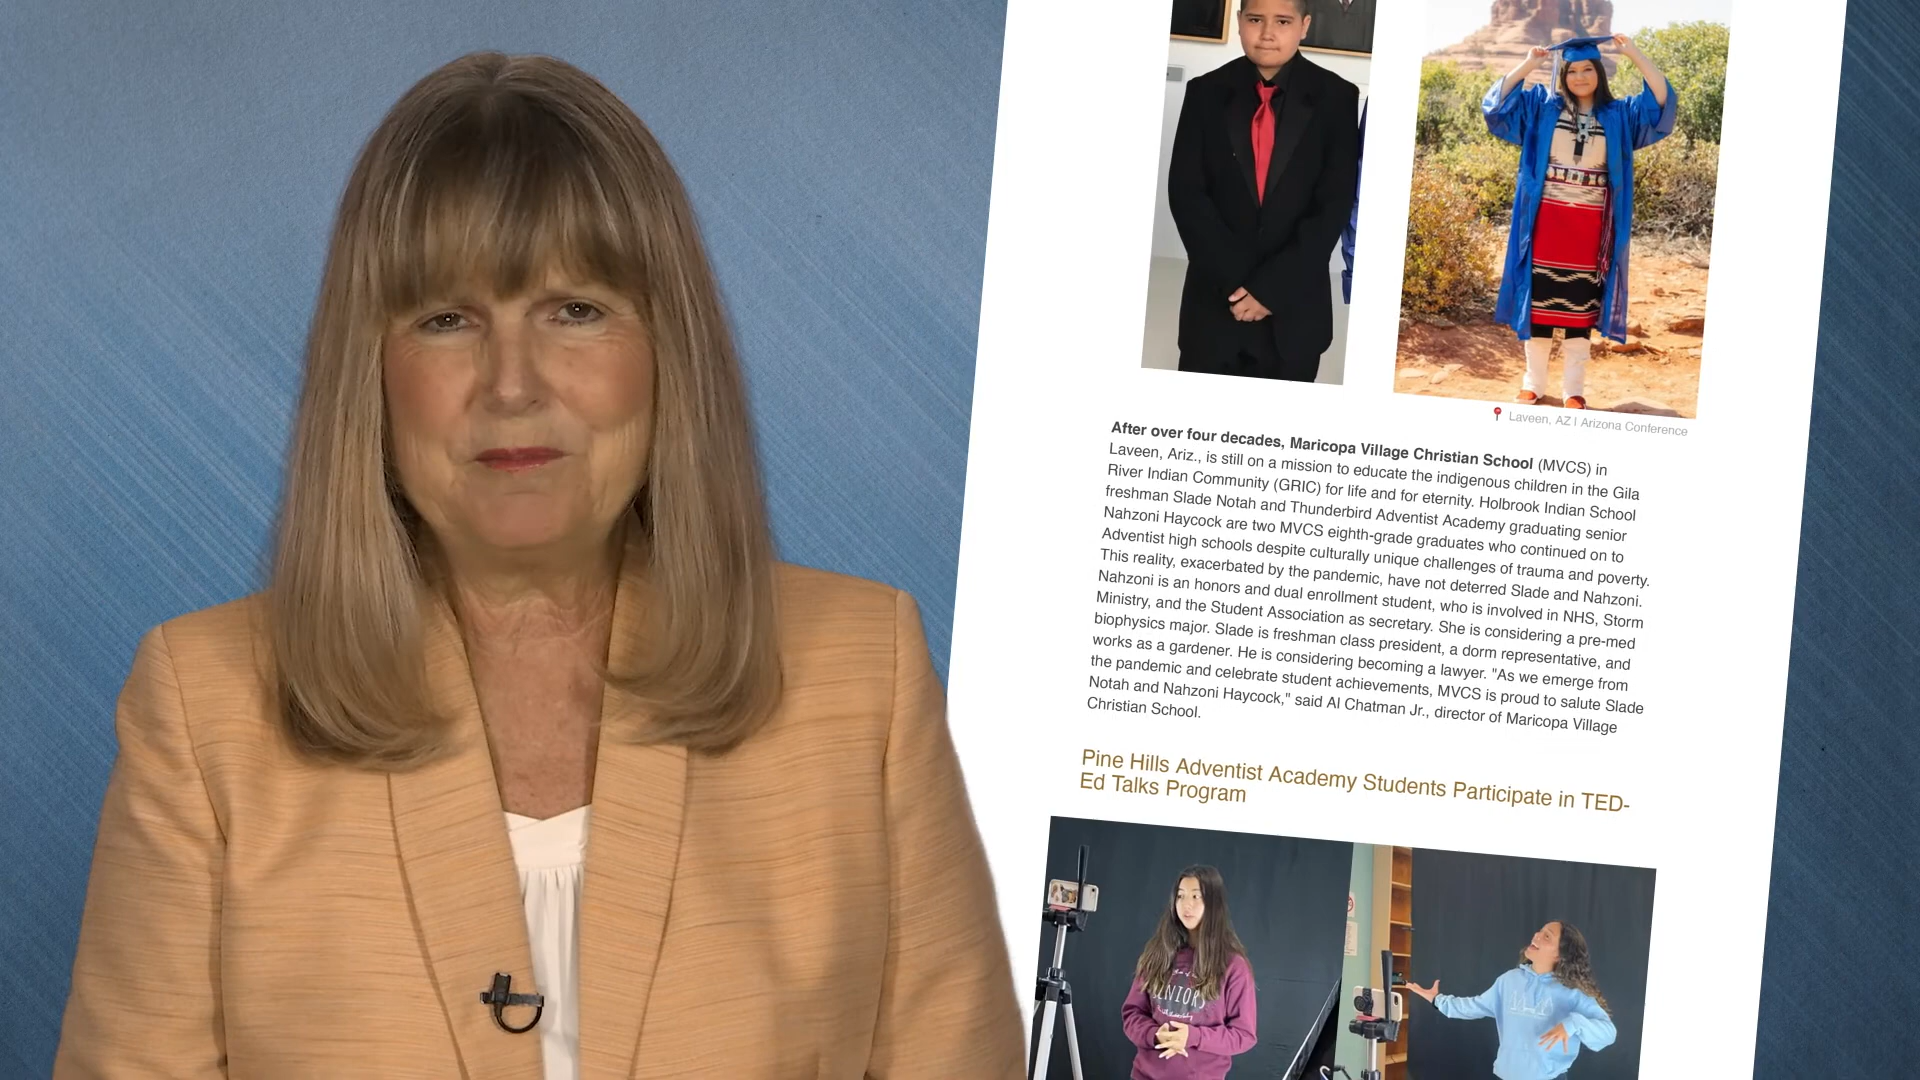 Laveen, AZ | Arizona Conference
After over four decades, Maricopa Village Christian School (MVCS) in
Laveen, Ariz., is still on a mission to educate the indigenous children in the Gila
River Indian Community (GRIC) for life and for eternity. Holbrook Indian School
freshman Slade Notah and Thunderbird Adventist Academy graduating senior
Nahzoni Haycock are two MVCS eighth-grade graduates who continued on to
Adventist high schools despite culturally unique challenges of trauma and poverty.
This reality, exacerbated by the pandemic, have not deterred Slade and Nahzoni.
Nahzoni is an honors and dual enrollment student, who is involved in NHS, Storm
Ministry, and the Student Association as secretary. She is considering a pre-med
biophysics major. Slade is freshman class president, a dorm representative, and
works as a gardener. He is considering becoming a lawyer. "As we emerge from
the pandemic and celebrate student achievements, MVCS is proud to salute Slade
Notah and Nahzoni Haycock," said Al Chatman Jr., director of Maricopa Village
Christian School.
Pine Hills Adventist Academy Students Participate in TED-
Ed Talks Program
SENIORS